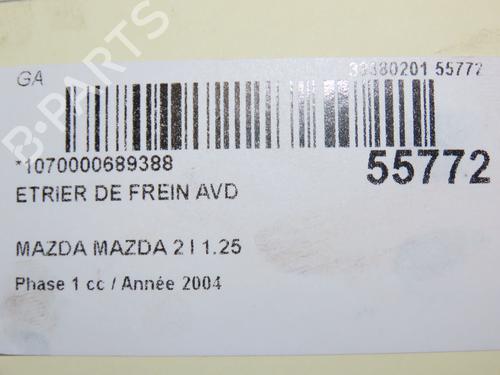 GA
30380201 55772
*1070000689388
55772
ETRIER DE FREIN AVD
MAZDA MAZDA 2 I 1.25
Phase 1 cc / Année 2004
B-PARTS